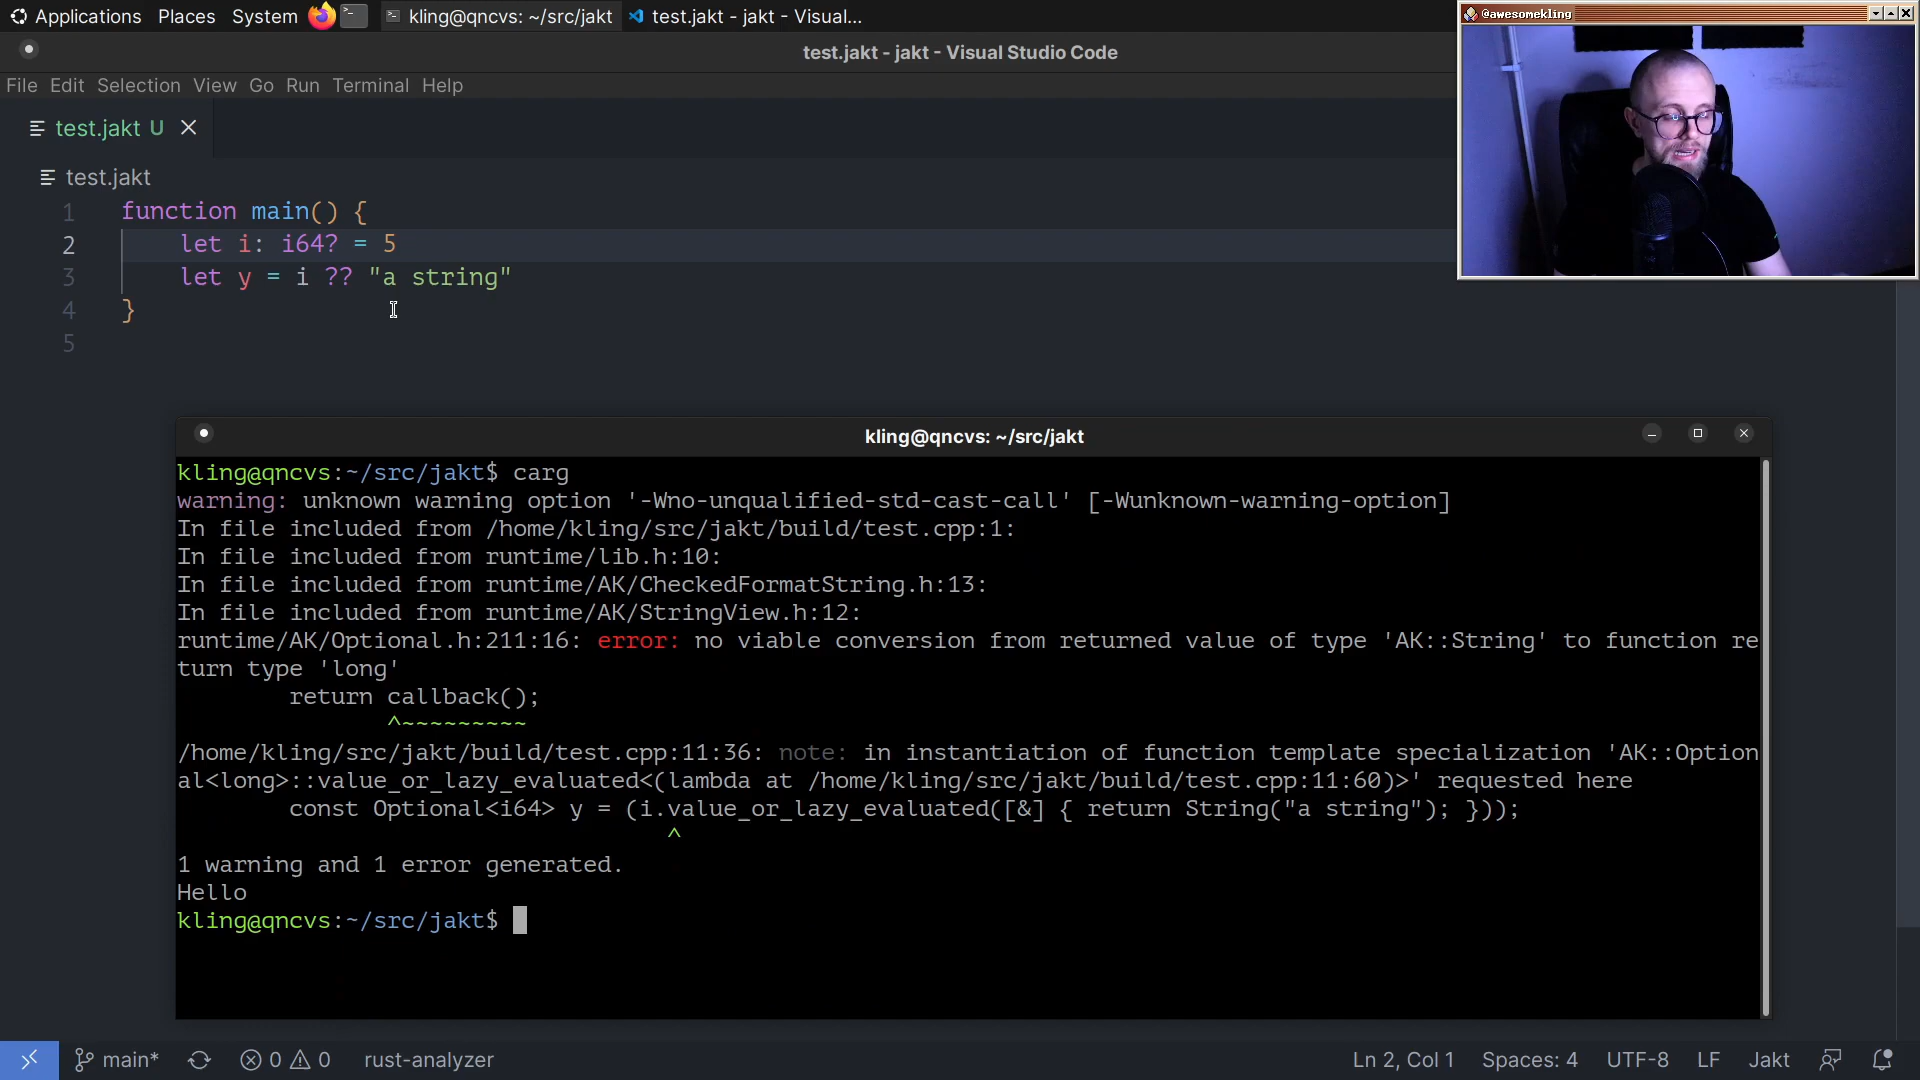 Applications Places System kling@qncvs: ~/src/jakt test.jakt - jakt - Visual...
@awesomekling
test.jakt - jakt - Visual Studio Code
File Edit Selection View Go Run Terminal Help
test.jakt U
test.jakt
1 function main() {
2 let i: i64? = 5
3 let y = i ?? "a string"
4 }
5
kling@qncvs: ~/src/jakt
kling@qncvs:~/src/jakt$ carg
warning: unknown warning option '-Wno-unqualified-std-cast-call' [-Wunknown-warning-option]
In file included from /home/kling/src/jakt/build/test.cpp:1:
In file included from runtime/lib.h:10:
In file included from runtime/AK/CheckedFormatString.h:13:
In file included from runtime/AK/StringView.h:12:
runtime/AK/Optional.h:211:16: error: no viable conversion from returned value of type 'AK::String' to function re
turn type 'long'
return callback();
^~~~~~~~~~
/home/kling/src/jakt/build/test.cpp:11:36: note: in instantiation of function template specialization 'AK::Option
al<long>::value_or_lazy_evaluated<(lambda at /home/kling/src/jakt/build/test.cpp:11:60)>' requested here
const Optional<i64> y = (i.value_or_lazy_evaluated([&] { return String("a string"); }));
^
1 warning and 1 error generated.
Hello
kling@qncvs:~/src/jakt$
main* 0 0 rust-analyzer Ln 2, Col 1 Spaces: 4 UTF-8 LF Jakt